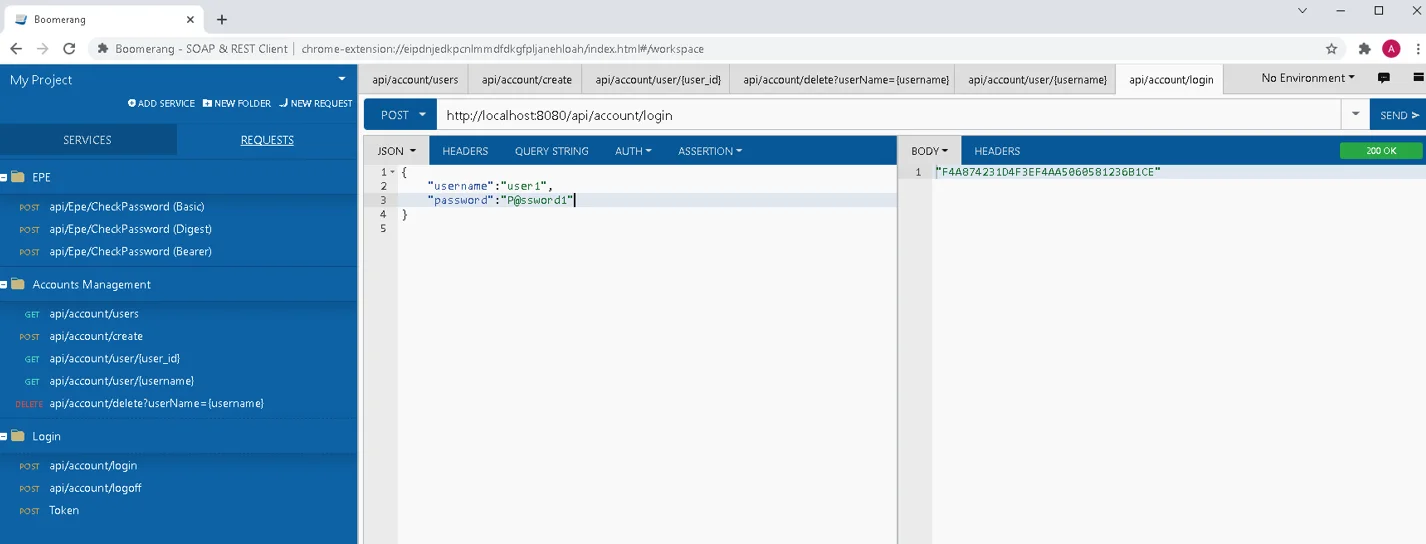 Boomerang
Boomerang - SOAP & REST Client | chrome-extension://eipdnjedkpcnlmmdfdkgfpljanehloah/index.html#/workspace
A
My Project
ADD SERVICE NEW FOLDER NEW REQUEST
SERVICES REQUESTS
EPE
POST api/Epe/CheckPassword (Basic)
POST api/Epe/CheckPassword (Digest)
POST api/Epe/CheckPassword (Bearer)
Accounts Management
GET api/account/users
POST api/account/create
GET api/account/user/{user_id}
GET api/account/user/{username}
DELETE api/account/delete?userName={username}
Login
POST api/account/login
POST api/account/logoff
POST Token
api/account/users api/account/create api/account/user/{user_id} api/account/delete?userName={username} api/account/user/{username} api/account/login No Environment
POST http://localhost:8080/api/account/login SEND
JSON HEADERS QUERY STRING AUTH ASSERTION
1 {
2 "username":"user1",
3 "password":"P@ssword1"
4 }
5
BODY HEADERS 200 OK
1 "F4A874231D4F3EF4AA5060581236B1CE"